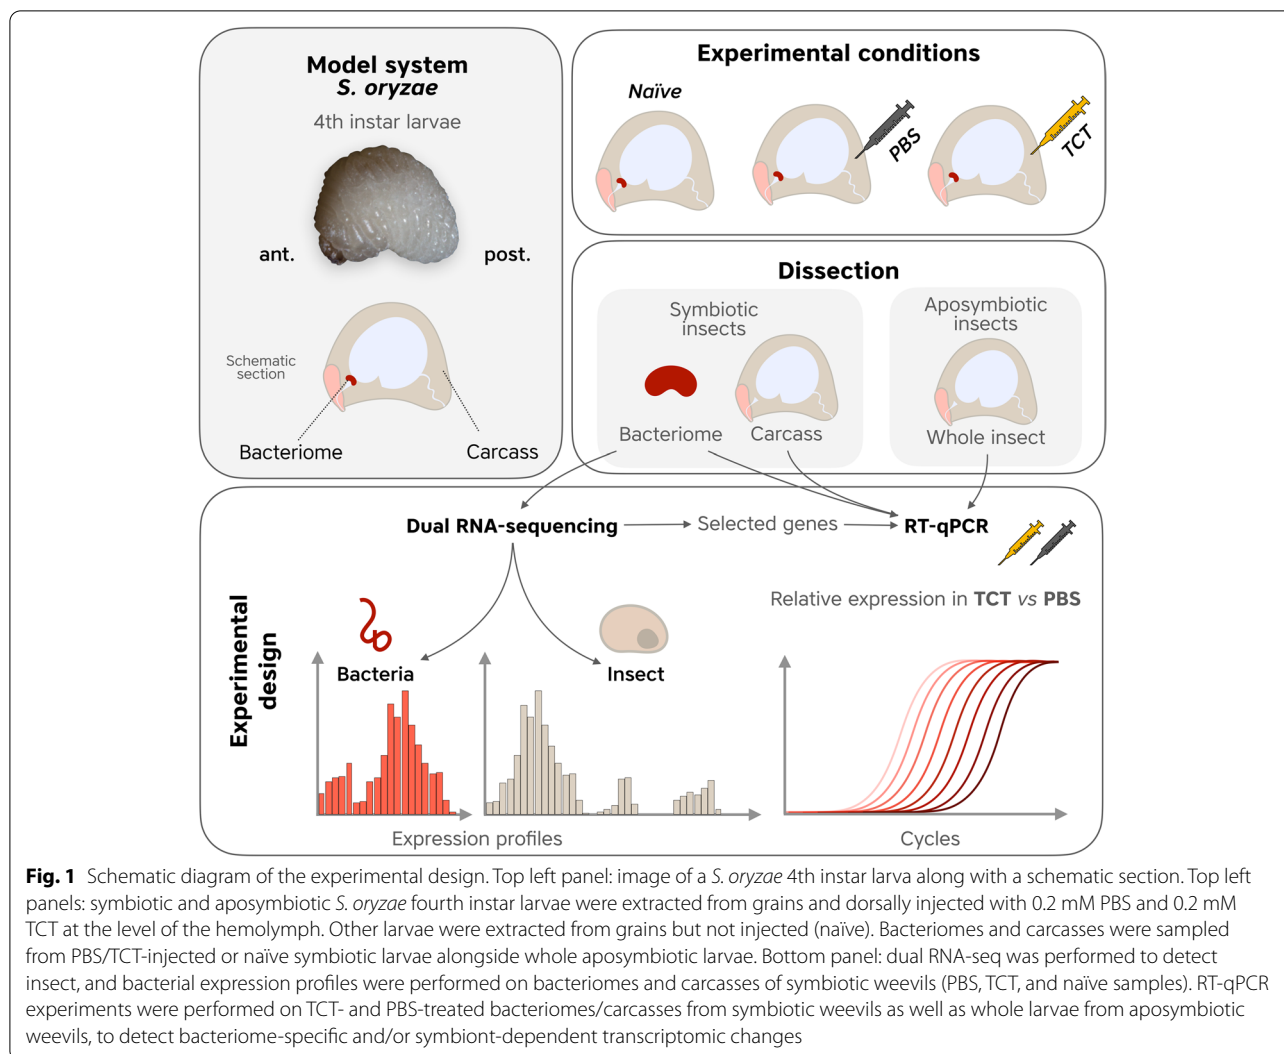 Model system
S. oryzae
4th instar larvae
ant.
post.
Schematic
section
Bacteriome
Carcass
Experimental conditions
Naïve
PBS
TCT
Dissection
Symbiotic
insects
Bacteriome
Carcass
Aposymbiotic
insects
Whole insect
Experimental
design
Dual RNA-sequencing
Selected genes
RT-qPCR
Relative expression in TCT vs PBS
Bacteria
Insect
Expression profiles
Cycles
Fig. 1 Schematic diagram of the experimental design. Top left panel: image of a S. oryzae 4th instar larva along with a schematic section. Top left
panels: symbiotic and aposymbiotic S. oryzae fourth instar larvae were extracted from grains and dorsally injected with 0.2 mM PBS and 0.2 mM
TCT at the level of the hemolymph. Other larvae were extracted from grains but not injected (naïve). Bacteriomes and carcasses were sampled
from PBS/TCT-injected or naïve symbiotic larvae alongside whole aposymbiotic larvae. Bottom panel: dual RNA-seq was performed to detect
insect, and bacterial expression profiles were performed on bacteriomes and carcasses of symbiotic weevils (PBS, TCT, and naïve samples). RT-qPCR
experiments were performed on TCT- and PBS-treated bacteriomes/carcasses from symbiotic weevils as well as whole larvae from aposymbiotic
weevils, to detect bacteriome-specific and/or symbiont-dependent transcriptomic changes